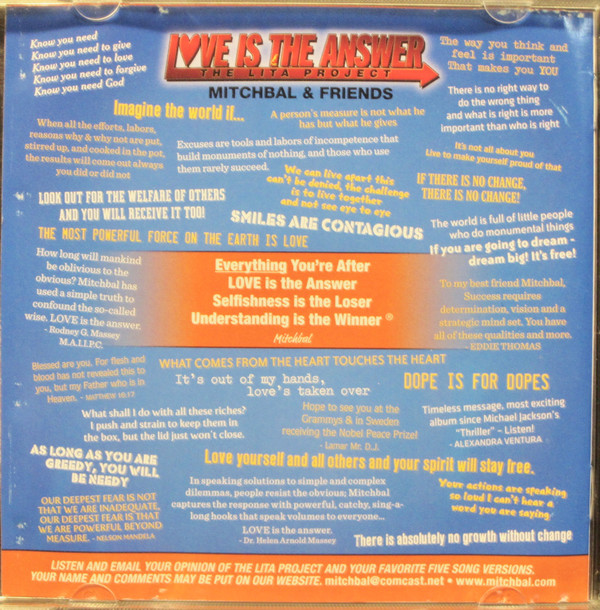 Know you need
Know you need to give
Know you need to love
Know you need to forgive
Know you need God
LOVE IS THE ANSWER
THE LITA PROJECT
MITCHBAL & FRIENDS
The way you think and
feel is important
That makes you YOU
Imagine the world if...
A person's measure is not what he
has but what he gives
There is no right way to
do the wrong thing
and what is right is more
important than who is right
When all the efforts, labors,
reasons why & why not are put,
stirred up, and cooked in the pot,
the results will come out always
you did or did not
Excuses are tools and labors of incompetence that
build monuments of nothing, and those who use
them rarely succeed.
It's not all about you
Live to make yourself proud of that
We can live apart this
can't be denied, the challenge
is to live together
and not see eye to eye
IF THERE IS NO CHANGE,
THERE IS NO CHANGE!
LOOK OUT FOR THE WELFARE OF OTHERS
AND YOU WILL RECEIVE IT TOO!
SMILES ARE CONTAGIOUS
The world is full of little people
who do monumental things
THE MOST POWERFUL FORCE ON THE EARTH IS LOVE
If you are going to dream -
dream big! It's free!
How long will mankind
be oblivious to the
obvious? Mitchbal has
used a simple truth to
confound the so-called
wise. LOVE is the answer.
- Rodney G. Massey
M.A.I.I.P.C.
Everything You're After
LOVE is the Answer
Selfishness is the Loser
Understanding is the Winner ®
Mitchbal
To my best friend Mitchbal,
Success requires
determination, vision and a
strategic mind set. You have
all of these qualities and more.
EDDIE THOMAS
Blessed are you. For flesh and
blood has not revealed this to
you, but my Father who is in
Heaven. - MATTHEW 16:17
WHAT COMES FROM THE HEART TOUCHES THE HEART
It's out of my hands,
love's taken over
DOPE IS FOR DOPES
What shall I do with all these riches?
I push and strain to keep them in
the box, but the lid just won't close.
Hope to see you at the
Grammys & in Sweden
receiving the Nobel Peace Prize!
- Lamar Mr. D.J.
Timeless message, most exciting
album since Michael Jackson's
"Thriller" - Listen!
- ALEXANDRA VENTURA
AS LONG AS YOU ARE
GREEDY, YOU WILL
BE NEEDY
Love yourself and all others and your spirit will stay free.
OUR DEEPEST FEAR IS NOT
THAT WE ARE INADEQUATE,
OUR DEEPEST FEAR IS THAT
WE ARE POWERFUL BEYOND
MEASURE. - NELSON MANDELA
In speaking solutions to simple and complex
dilemmas, people resist the obvious; Mitchbal
captures the response with powerful, catchy, sing-a-
long hooks that speak volumes to everyone...
LOVE is the answer.
- Dr. Helen Arnold Massey
Your actions are speaking
so loud I can't hear a
word you are saying
There is absolutely no growth without change
LISTEN AND EMAIL YOUR OPINION OF THE LITA PROJECT AND YOUR FAVORITE FIVE SONG VERSIONS.
YOUR NAME AND COMMENTS MAY BE PUT ON OUR WEBSITE. mitchbal@comcast.net • www.mitchbal.com